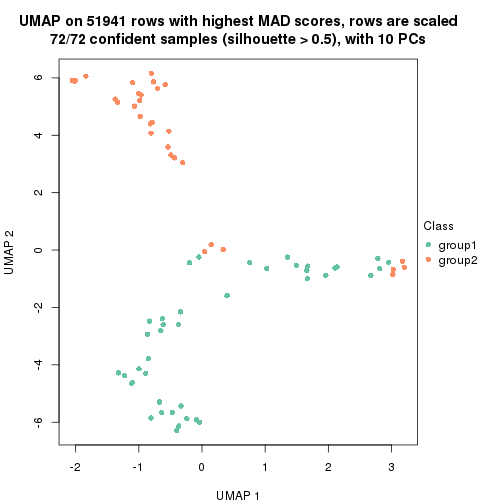 UMAP on 51941 rows with highest MAD scores, rows are scaled
72/72 confident samples (silhouette > 0.5), with 10 PCs
6
4
2
0
-2
-4
-6
UMAP 2
-2
-1
0
1
2
3
UMAP 1
Class
group1
group2